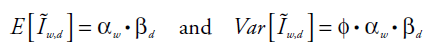 E[Ĩ_{w,d}] = α_w · β_d and Var[Ĩ_{w,d}] = ϕ · α_w · β_d